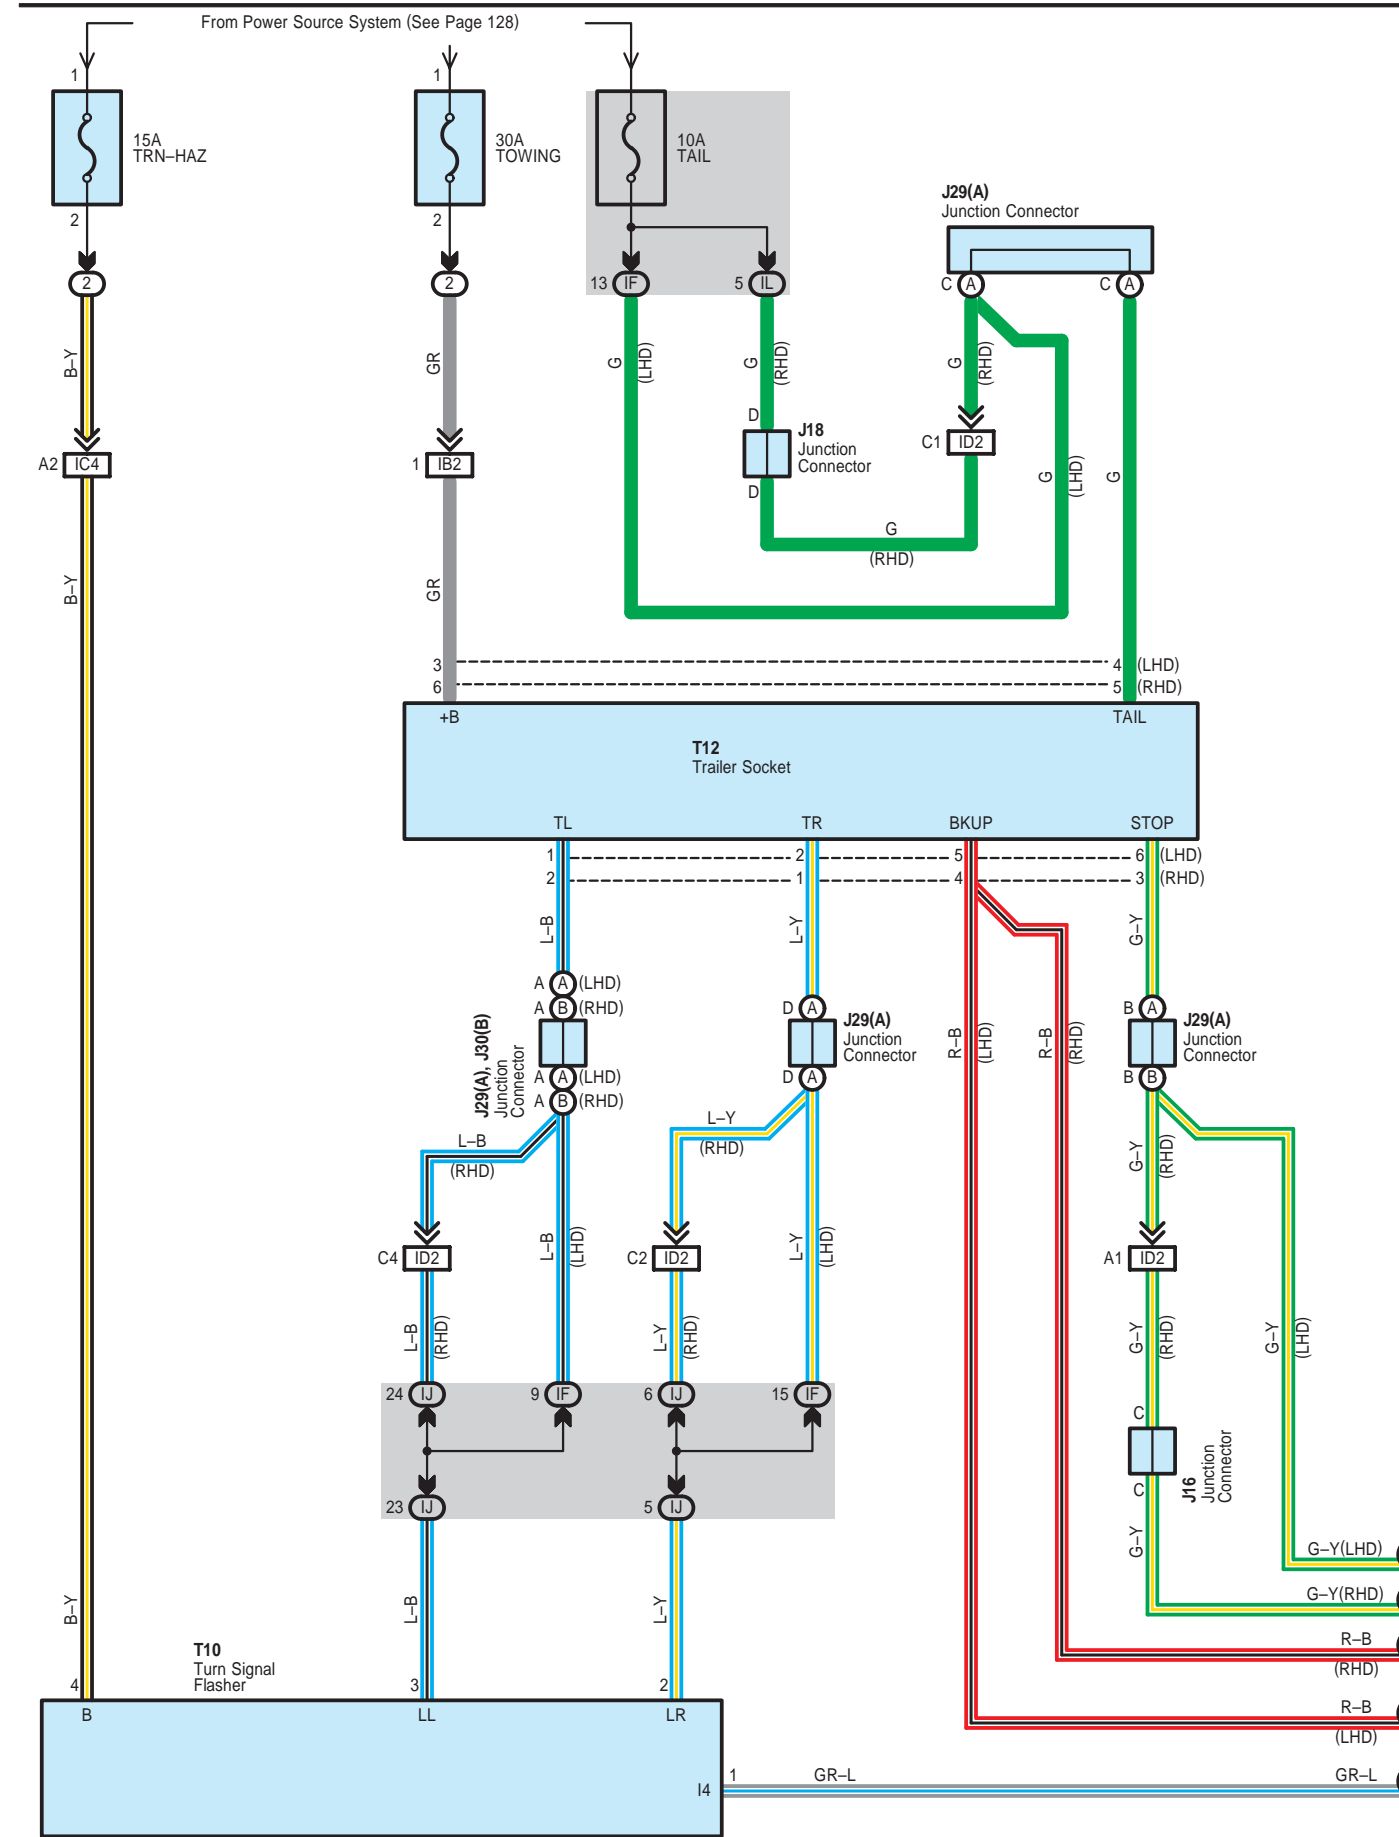 From Power Source System (See Page 128)
1
1
15A
TRN–HAZ
30A
TOWING
10A
TAIL
2
2
J29(A)
Junction Connector
2
2
13 IF
5 IL
C A
C A
B–Y
GR
G
(LHD)
G
(RHD)
G
(RHD)
D
J18
Junction
Connector
D
C1 ID2
G
(LHD)
G
A2 IC4
1 IB2
G
(RHD)
B–Y
GR
3
4 (LHD)
6
5 (RHD)
+B
TAIL
T12
Trailer Socket
TL
TR
BKUP
STOP
1
2
5
6 (LHD)
2
1
4
3 (RHD)
L–B
L–Y
G–Y
A A (LHD)
A B (RHD)
D A
B A
J29(A), J30(B)
Junction
Connector
J29(A)
Junction
Connector
R–B
(LHD)
R–B
(RHD)
J29(A)
Junction
Connector
A A (LHD)
A B (RHD)
D A
B B
L–B
(RHD)
L–Y
(RHD)
G–Y
(RHD)
C4 ID2
L–B
(LHD)
C2 ID2
L–Y
(LHD)
A1 ID2
L–B
(RHD)
L–Y
(RHD)
G–Y
(RHD)
G–Y
(LHD)
24 IJ
9 IF
6 IJ
15 IF
C
J16
Junction
Connector
C
23 IJ
5 IJ
G–Y
G–Y(LHD)
G–Y(RHD)
B–Y
L–B
L–Y
R–B
(RHD)
T10
Turn Signal
Flasher
4
3
2
B
LL
LR
R–B
(LHD)
I4
1
GR–L
GR–L